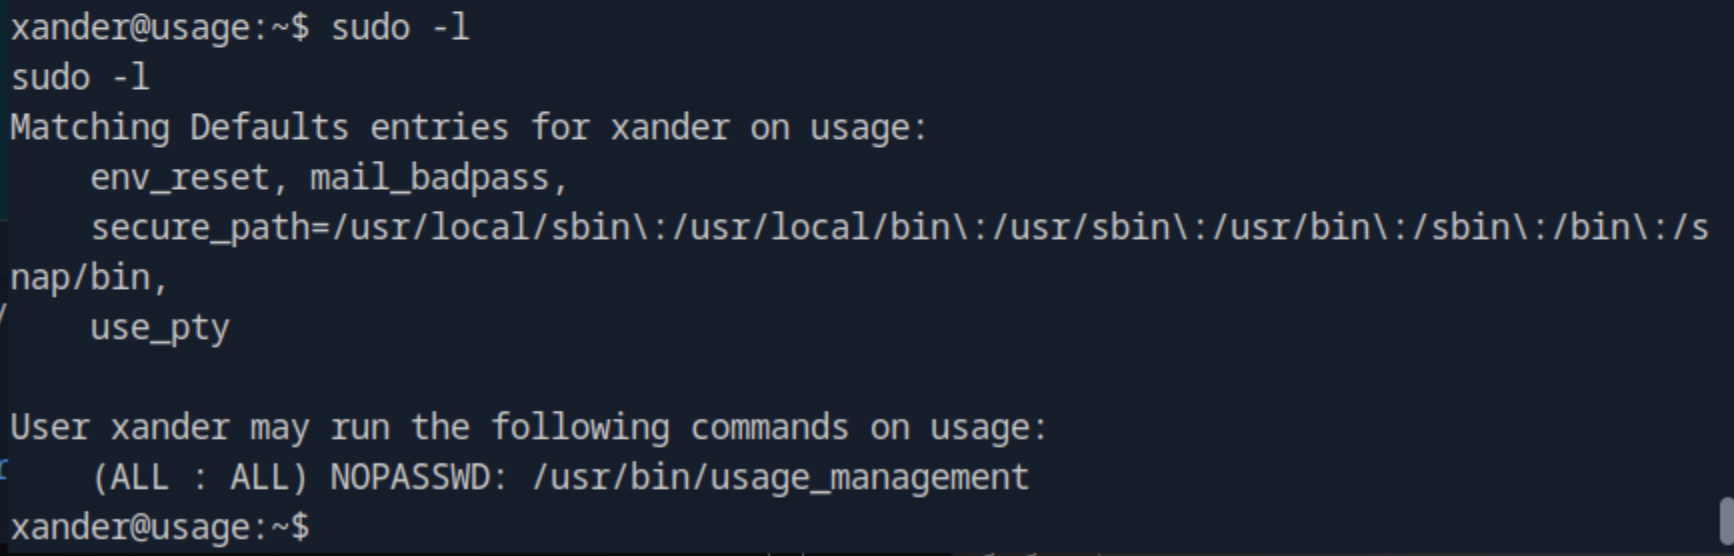 xander@usage:~$ sudo -l
sudo -l
Matching Defaults entries for xander on usage:
    env_reset, mail_badpass,
    secure_path=/usr/local/sbin\:/usr/local/bin\:/usr/sbin\:/usr/bin\:/sbin\:/bin\:/s
nap/bin,
    use_pty

User xander may run the following commands on usage:
    (ALL : ALL) NOPASSWD: /usr/bin/usage_management
xander@usage:~$